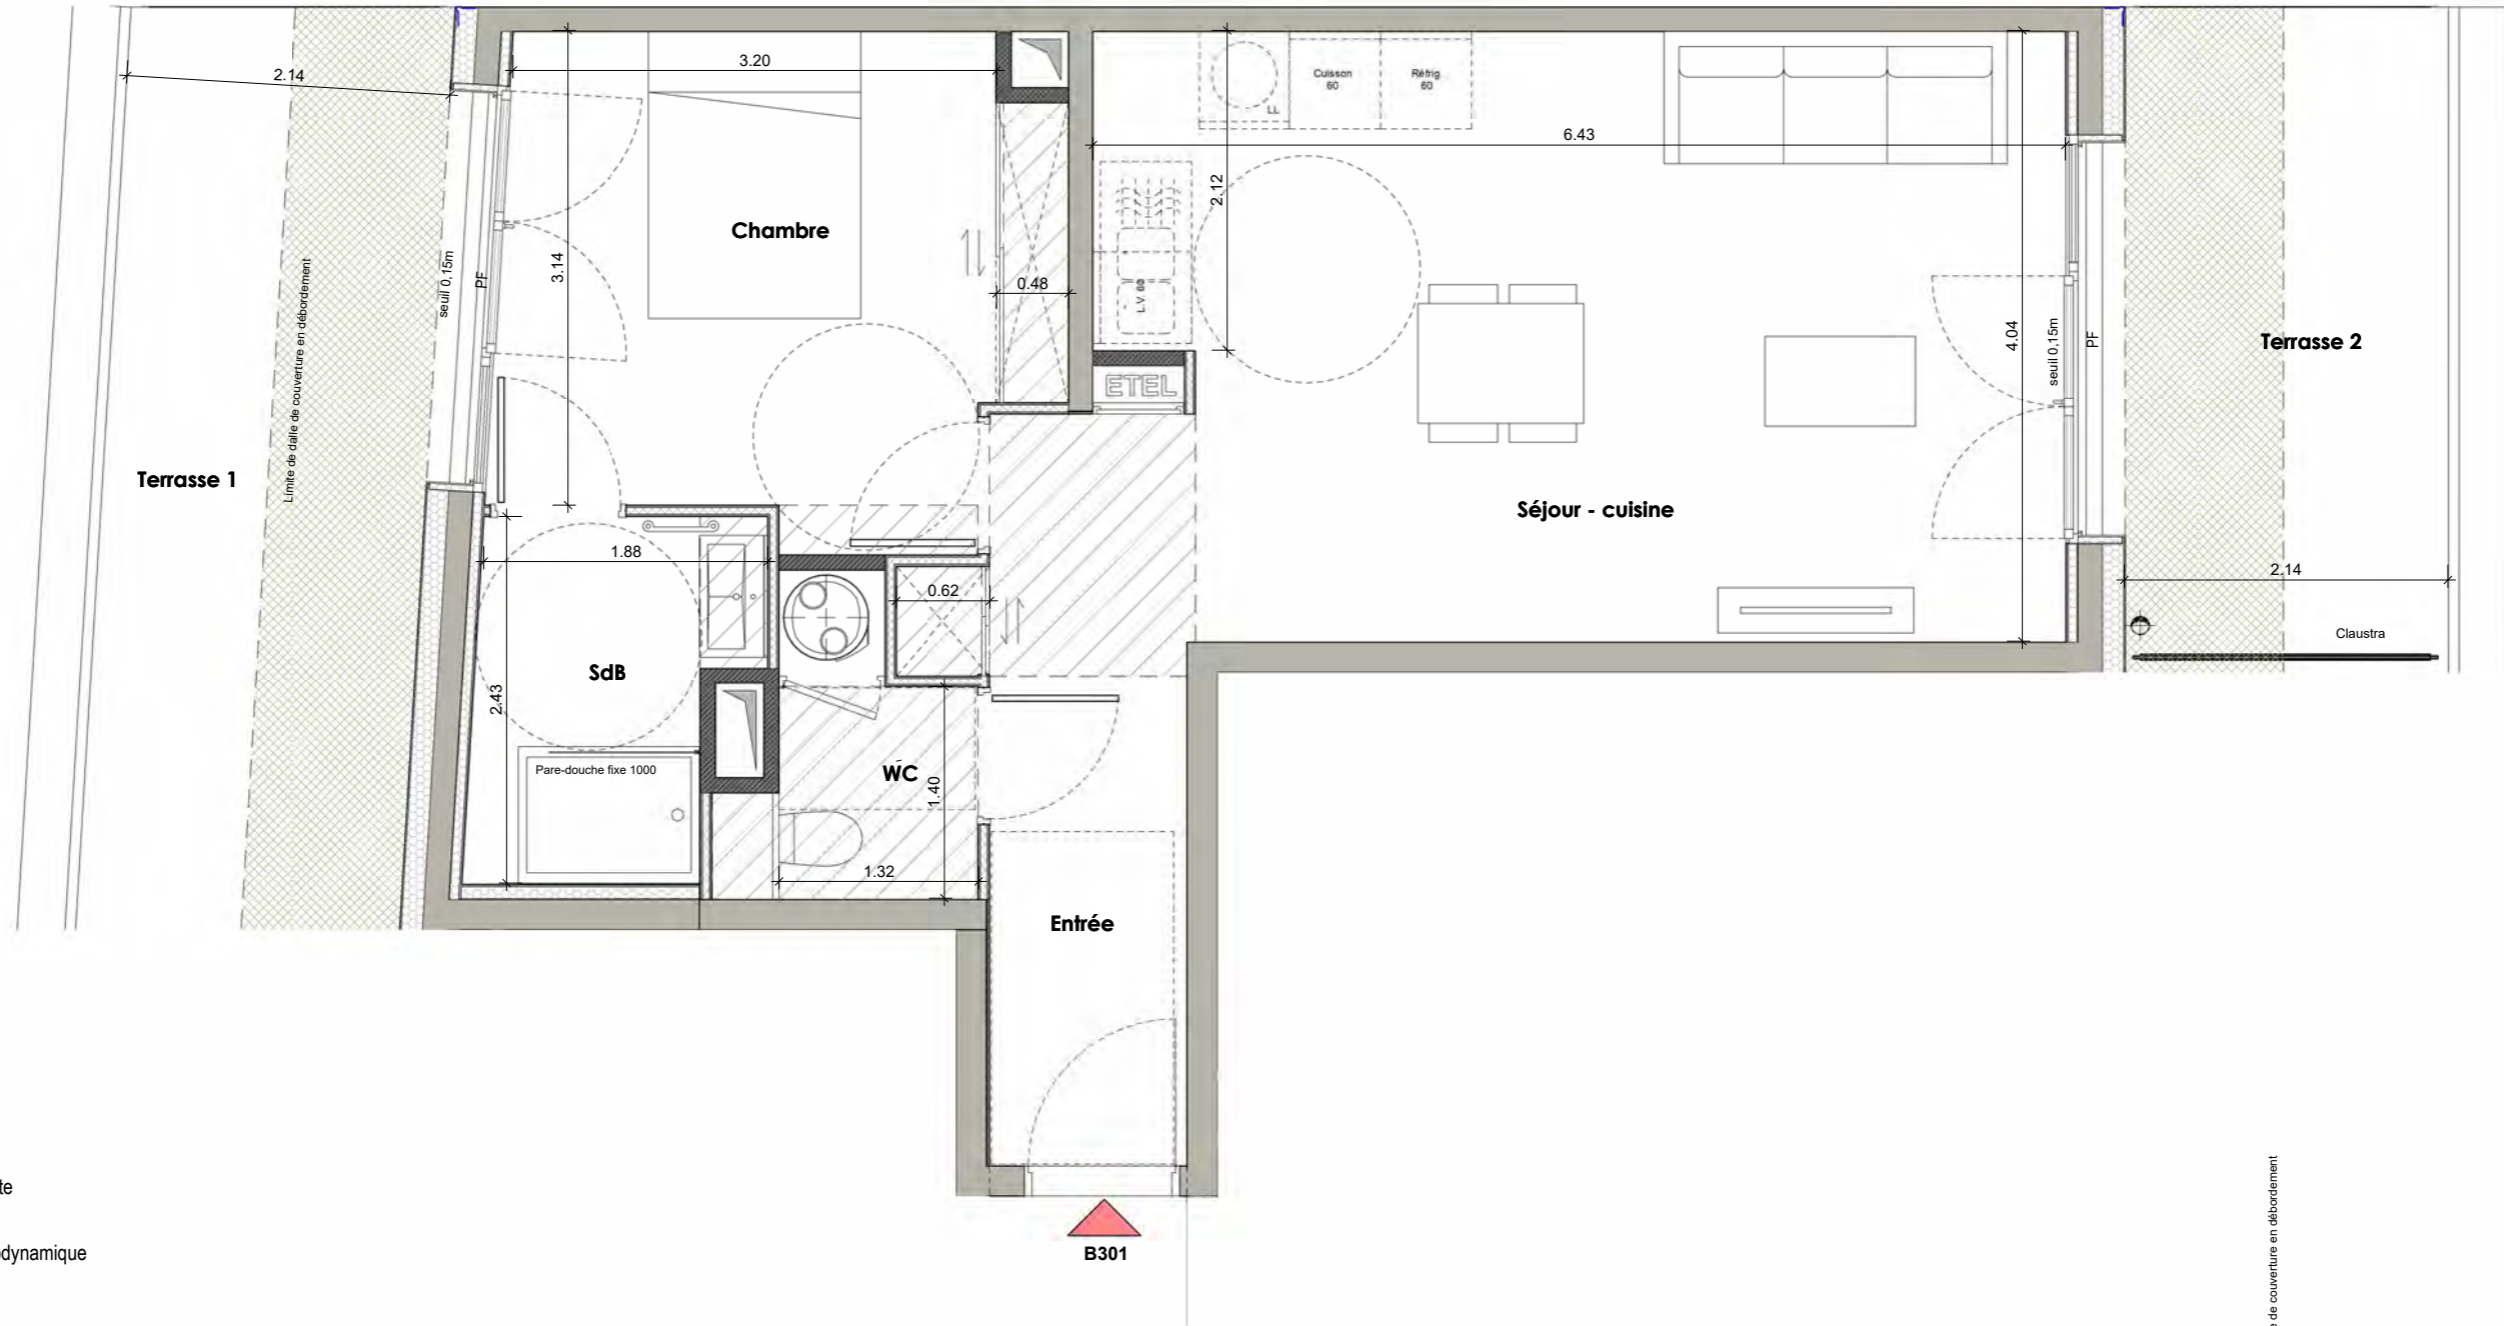 2.14
3.20
Cuisson
60
Réfrig.
60
LL
6.43
2.12
Chambre
3.14
seuil 0,15m
PF
Limite de dalle de couverture en débordement
0.48
L.V. 60
ETEL
4.04
seuil 0,15m
PF
Terrasse 2
Terrasse 1
Séjour - cuisine
1.88
0.62
2.14
Claustra
SdB
2.43
Pare-douche fixe 1000
WC
1.40
1.32
Entrée
B301
te
dynamique
de couverture en débordement